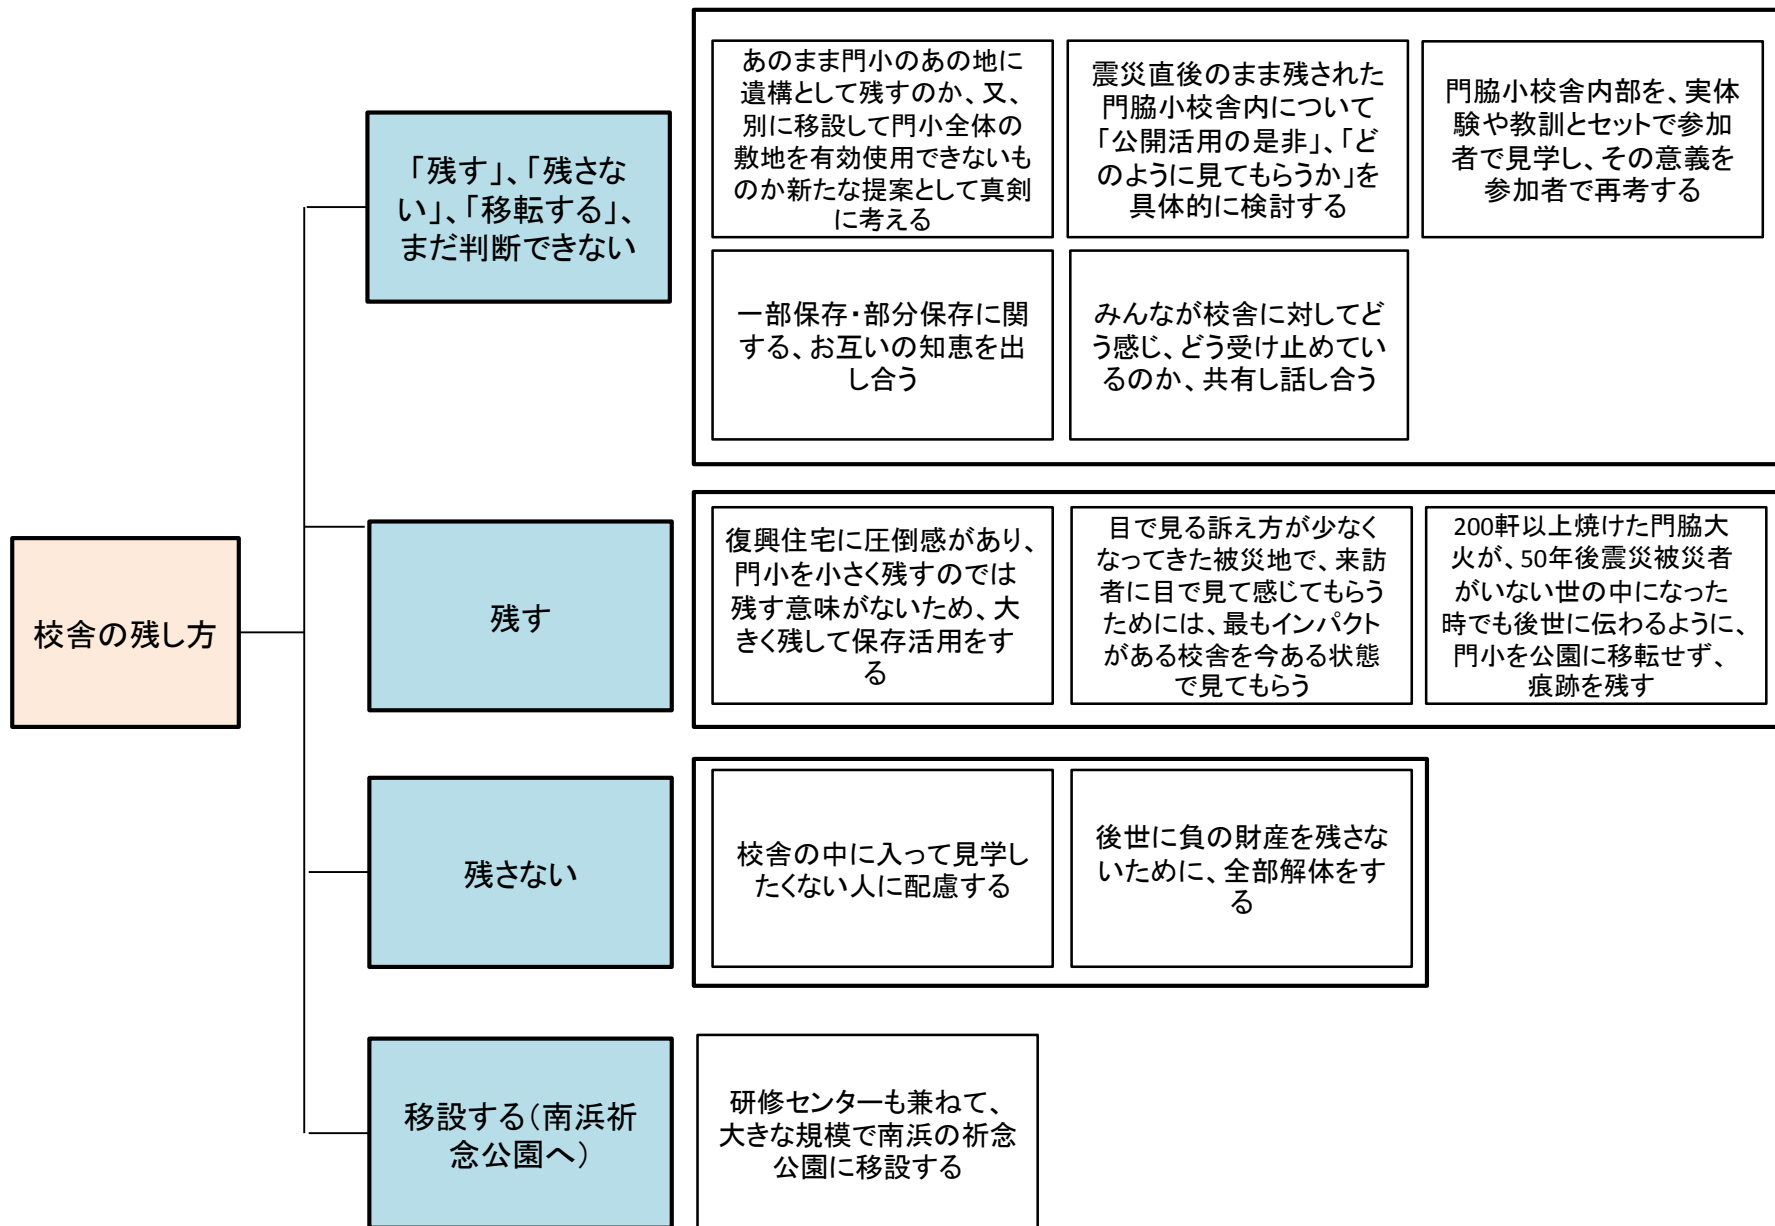 校舎の残し方
「残す」、「残さな
い」、「移転する」、
まだ判断できない
あのまま門小のあの地に
遺構として残すのか、又、
別に移設して門小全体の
敷地を有効使用できないも
のか新たな提案として真剣
に考える
震災直後のまま残された
門脇小校舎内について
「公開活用の是非」、「ど
のように見てもらうか」を
具体的に検討する
門脇小校舎内部を、実体
験や教訓とセットで参加
者で見学し、その意義を
参加者で再考する
一部保存・部分保存に関
する、お互いの知恵を出
し合う
みんなが校舎に対してど
う感じ、どう受け止めてい
るのか、共有し話し合う
残す
復興住宅に圧倒感があり、
門小を小さく残すのでは
残す意味がないため、大
きく残して保存活用をす
る
目で見る訴え方が少なく
なってきた被災地で、来訪
者に目で見て感じてもらう
ためには、最もインパクト
がある校舎を今ある状態
で見てもらう
200軒以上焼けた門脇大
火が、50年後震災被災者
がいない世の中になった
時でも後世に伝わるように、
門小を公園に移転せず、
痕跡を残す
残さない
校舎の中に入って見学し
たくない人に配慮する
後世に負の財産を残さな
いために、全部解体をす
る
移設する（南浜祈
念公園へ）
研修センターも兼ねて、
大きな規模で南浜の祈念
公園に移設する